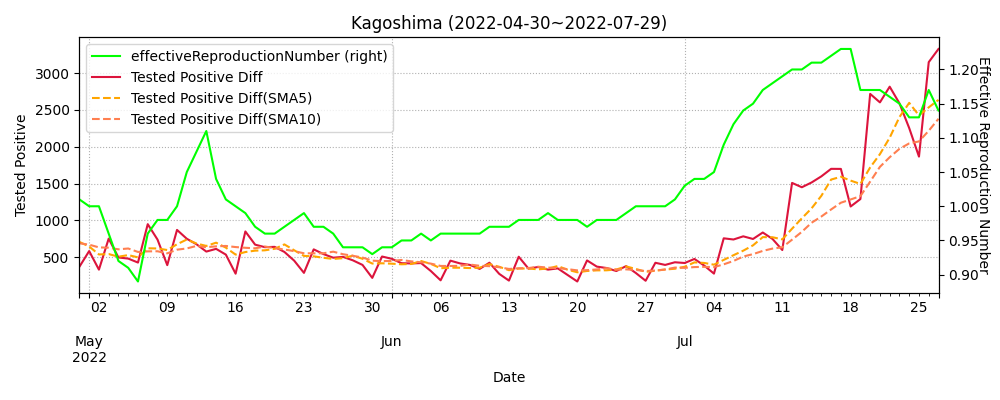 Kagoshima (2022-04-30~2022-07-29)
effectiveReproductionNumber (right)
Tested Positive Diff
Tested Positive Diff(SMA5)
Tested Positive Diff(SMA10)
Tested Positive
3000
2500
2000
1500
1000
500
Effective Reproduction Number
1.20
1.15
1.10
1.05
1.00
0.95
0.90
02 09 16 23 30 06 13 20 27 04 11 18 25
May Jun Jul
2022
Date